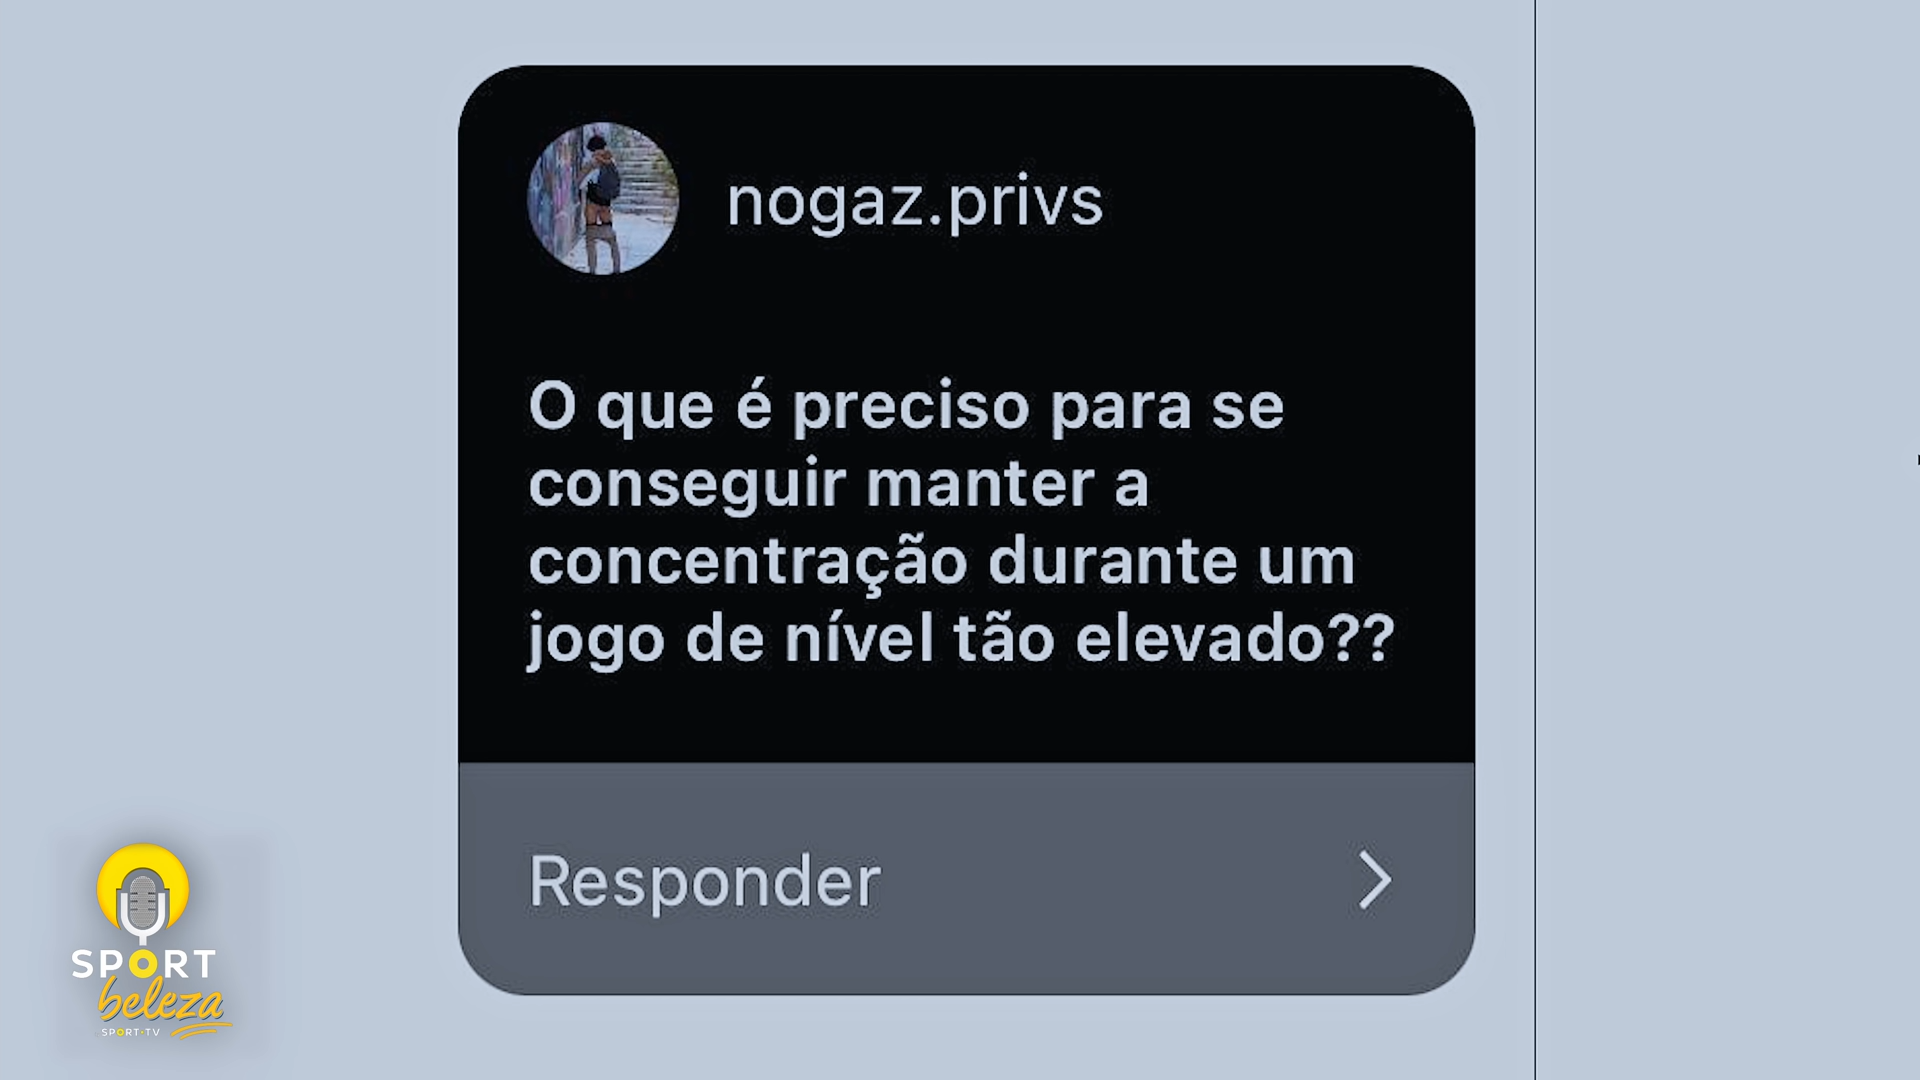 nogaz.privs
O que é preciso para se
conseguir manter a
concentração durante um
jogo de nível tão elevado??
Responder
SPORT
beleza
SPORT•TV